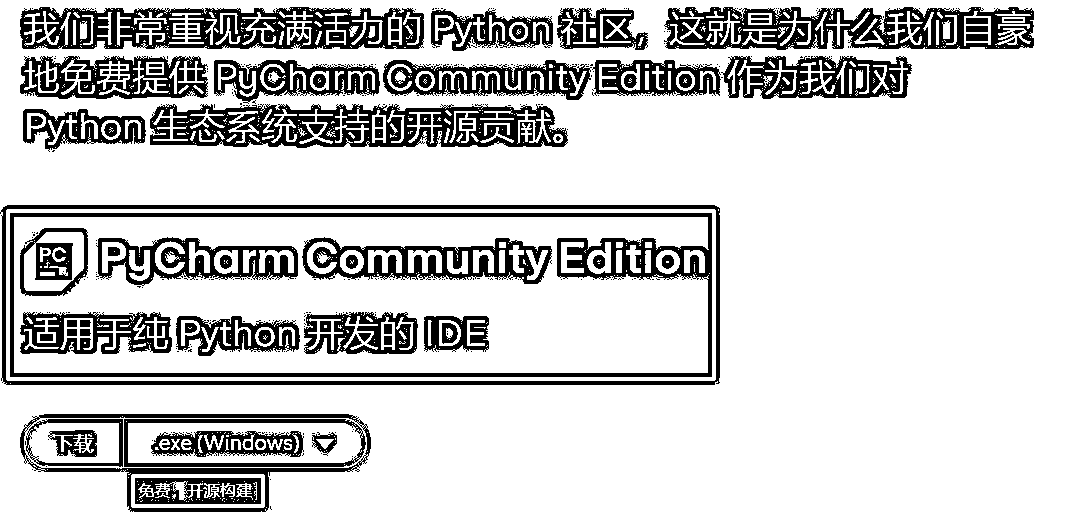 我们非常重视充满活力的 Python 社区，这就是为什么我们自豪
地免费提供 PyCharm Community Edition 作为我们对
Python 生态系统支持的开源贡献。
PC
PyCharm Community Edition
适用于纯 Python 开发的 IDE
下载
.exe (Windows)
免费，开源构建